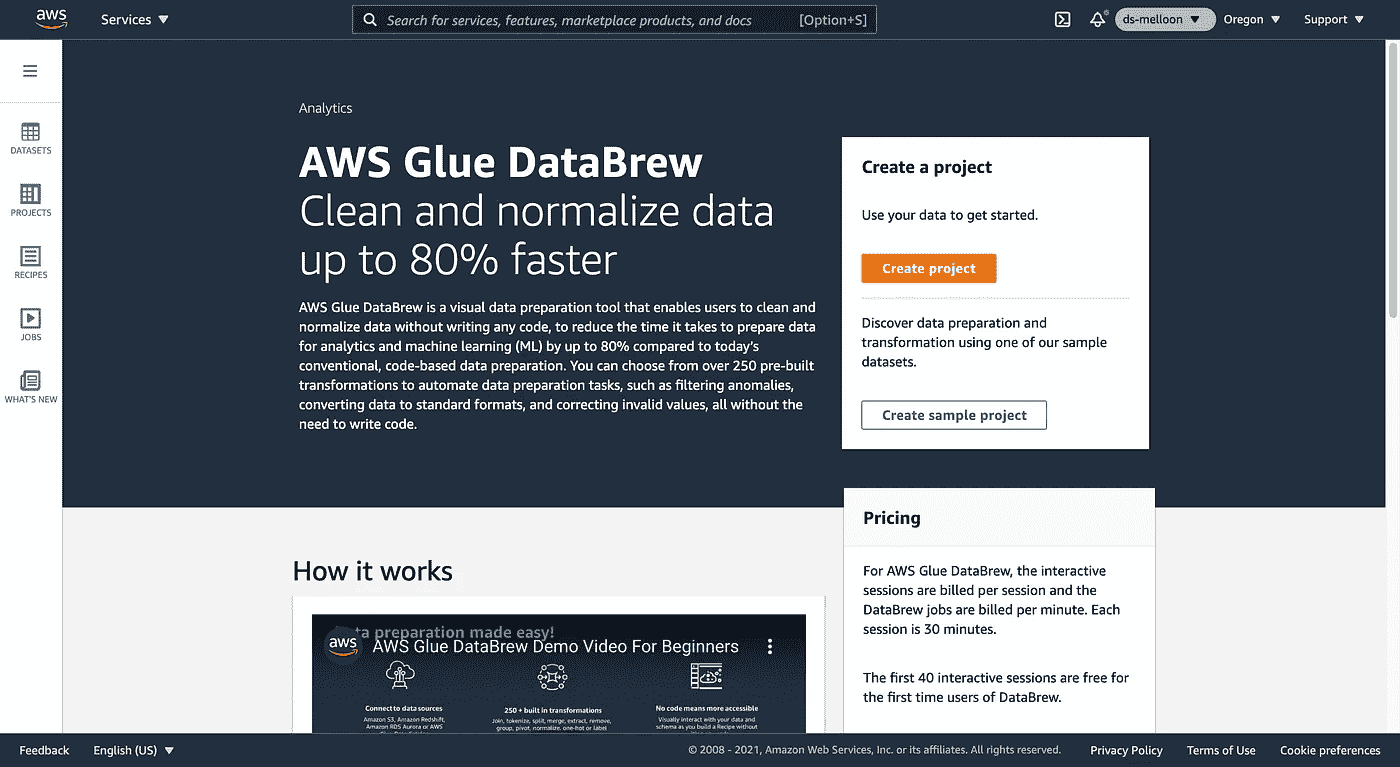 aws
Services
Search for services, features, marketplace products, and docs
[Option+S]
ds-melloon
Oregon
Support
DATASETS
PROJECTS
RECIPES
JOBS
WHAT'S NEW
Analytics
AWS Glue DataBrew
Clean and normalize data
up to 80% faster
AWS Glue DataBrew is a visual data preparation tool that enables users to clean and
normalize data without writing any code, to reduce the time it takes to prepare data
for analytics and machine learning (ML) by up to 80% compared to today's
conventional, code-based data preparation. You can choose from over 250 pre-built
transformations to automate data preparation tasks, such as filtering anomalies,
converting data to standard formats, and correcting invalid values, all without the
need to write code.
Create a project
Use your data to get started.
Create project
Discover data preparation and
transformation using one of our sample
datasets.
Create sample project
Pricing
For AWS Glue DataBrew, the interactive
sessions are billed per session and the
DataBrew jobs are billed per minute. Each
session is 30 minutes.
The first 40 interactive sessions are free for
the first time users of DataBrew.
How it works
ta preparation made easy!
aws
AWS Glue DataBrew Demo Video For Beginners
Connect to data sources
Amazon S3, Amazon Redshift,
Amazon RDS Aurora or AWS
250 + built in transformations
Join, tokenize, split, merge, extract, remove,
group, pivot, normalize, one-hot or label
No code means more accessible
Visually interact with your data and
schema as you build a Recipe without
Feedback
English (US)
© 2008 - 2021, Amazon Web Services, Inc. or its affiliates. All rights reserved.
Privacy Policy
Terms of Use
Cookie preferences